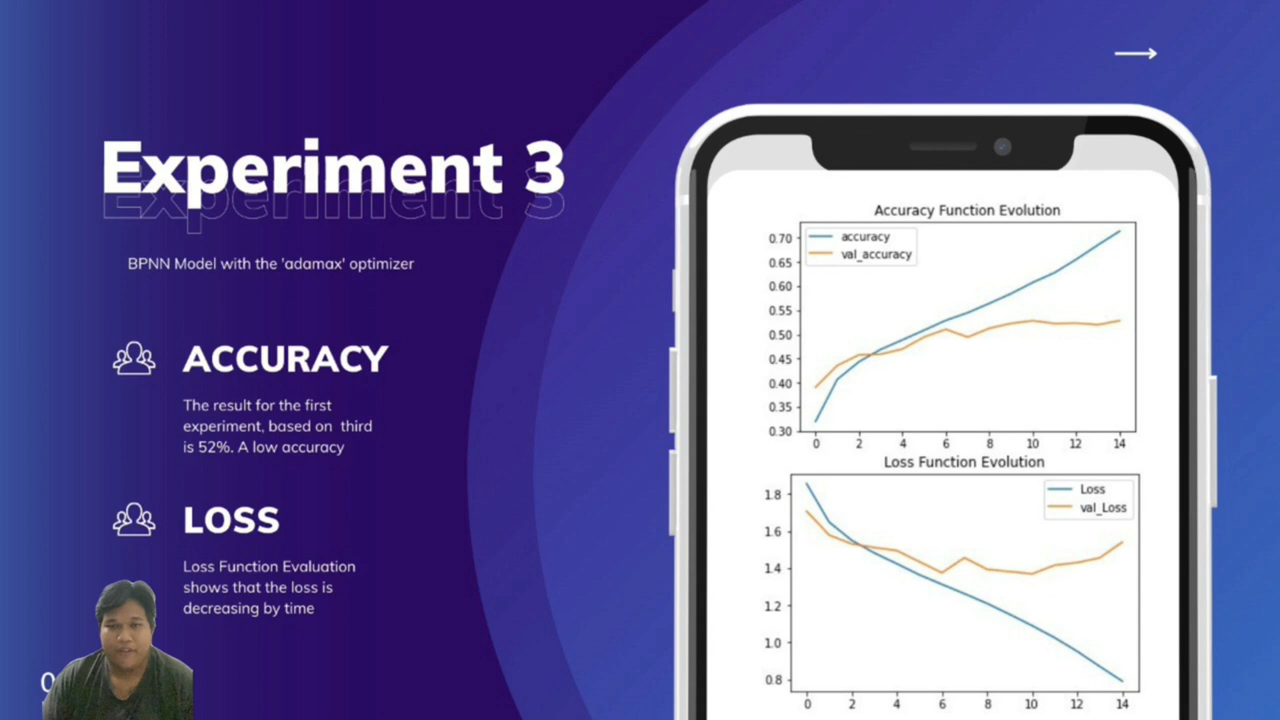 Experiment 3
BPNN Model with the 'adamax' optimizer
ACCURACY
The result for the first
experiment, based on third
is 52%. A low accuracy
LOSS
Loss Function Evaluation
shows that the loss is
decreasing by time
0
Accuracy Function Evolution
accuracy
val_accuracy
0.70
0.65
0.60
0.55
0.50
0.45
0.40
0.35
0.30
0 2 4 6 8 10 12 14
Loss Function Evolution
Loss
val_Loss
1.8
1.6
1.4
1.2
1.0
0.8
0 2 4 6 8 10 12 14